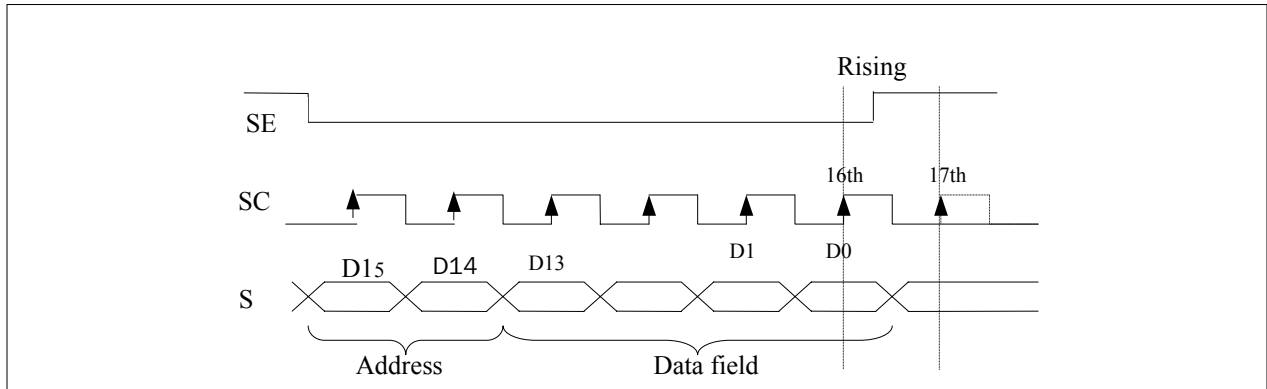 Rising
SE
16th 17th
SC
D1 D0
D15 D14 D13
S
Address Data field